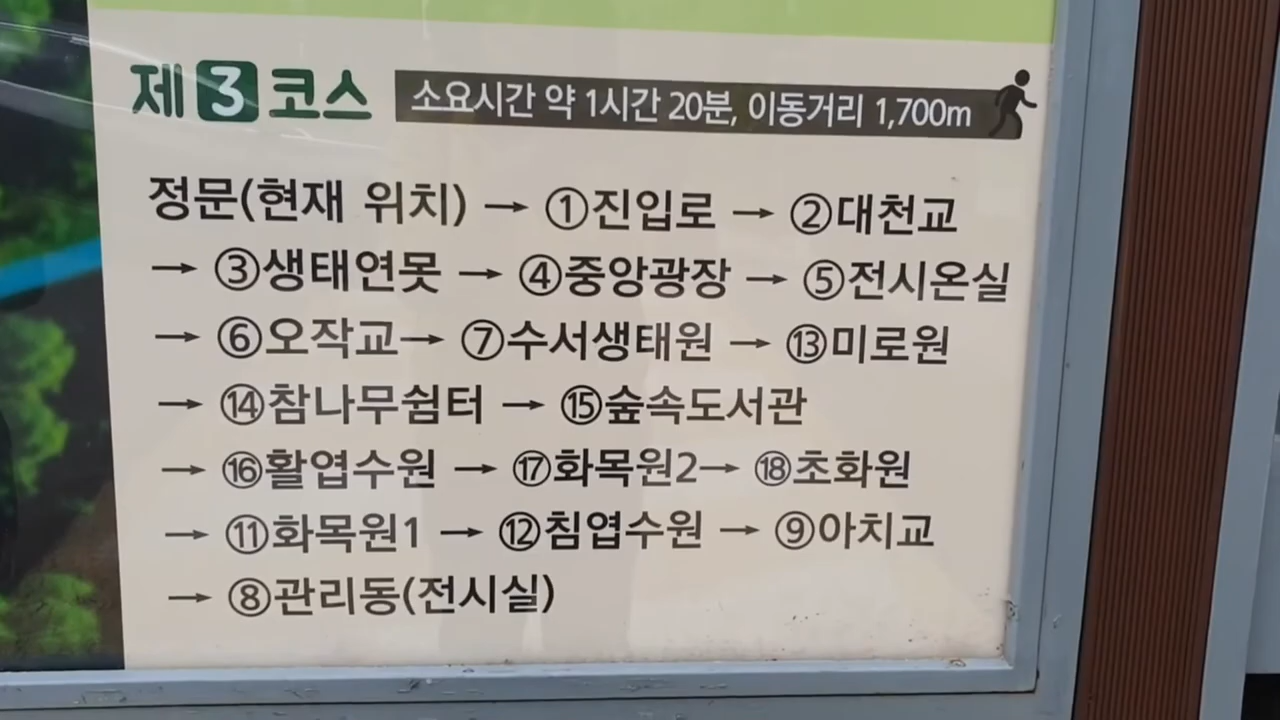 제3코스 소요시간 약 1시간 20분, 이동거리 1,700m
정문(현재 위치) → ①진입로 → ②대천교
→ ③생태연못 → ④중앙광장 → ⑤전시온실
→ ⑥오작교→ ⑦수서생태원 → ⑬미로원
→ ⑭참나무쉼터 → ⑮숲속도서관
→ ⑯활엽수원 → ⑰화목원2→ ⑱초화원
→ ⑪화목원1 → ⑫침엽수원 → ⑨아치교
→ ⑧관리동(전시실)